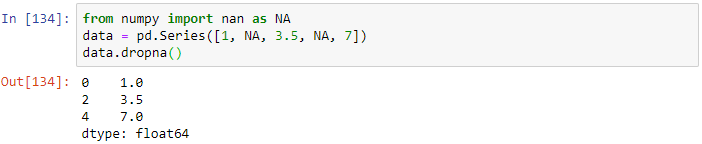 In [134]: from numpy import nan as NA
data = pd.Series([1, NA, 3.5, NA, 7])
data.dropna()
Out[134]: 0    1.0
2    3.5
4    7.0
dtype: float64